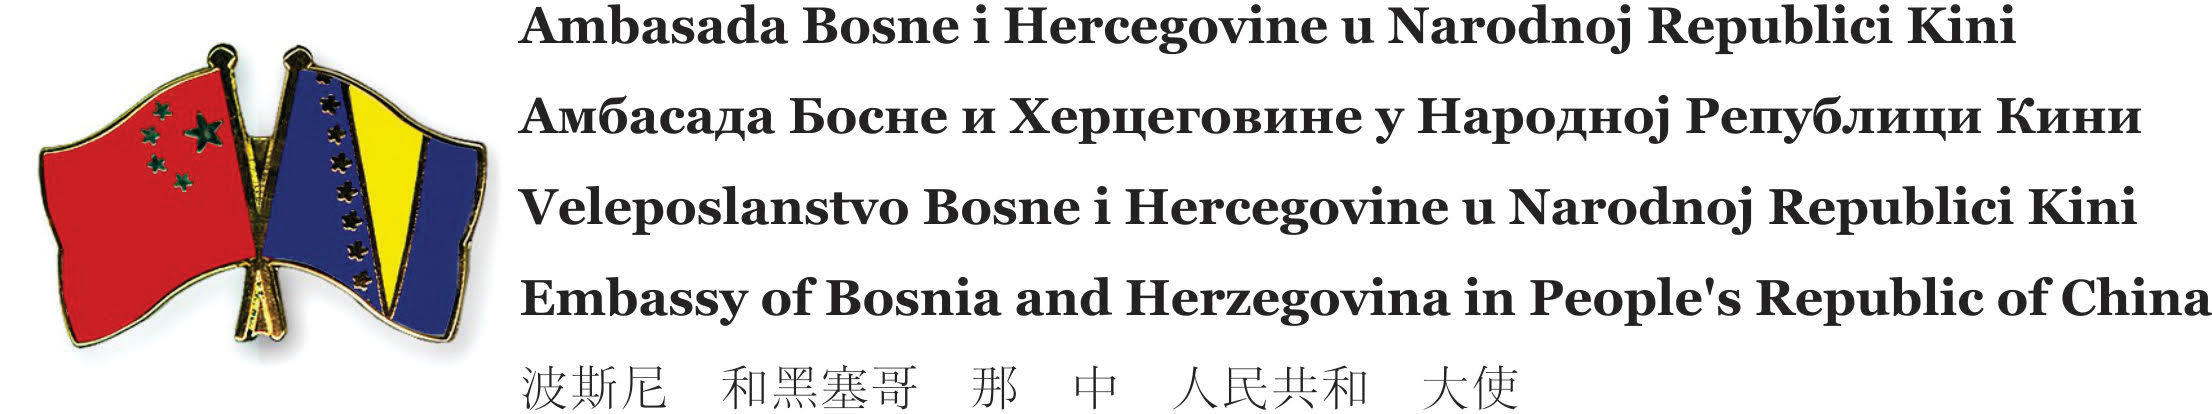 Ambasada Bosne i Hercegovine u Narodnoj Republici Kini
Амбасада Босне и Херцеговине у Народној Републици Кини
Veleposlanstvo Bosne i Hercegovine u Narodnoj Republici Kini
Embassy of Bosnia and Herzegovina in People's Republic of China
波斯尼 和黑塞哥 那 中 人民共和 大使